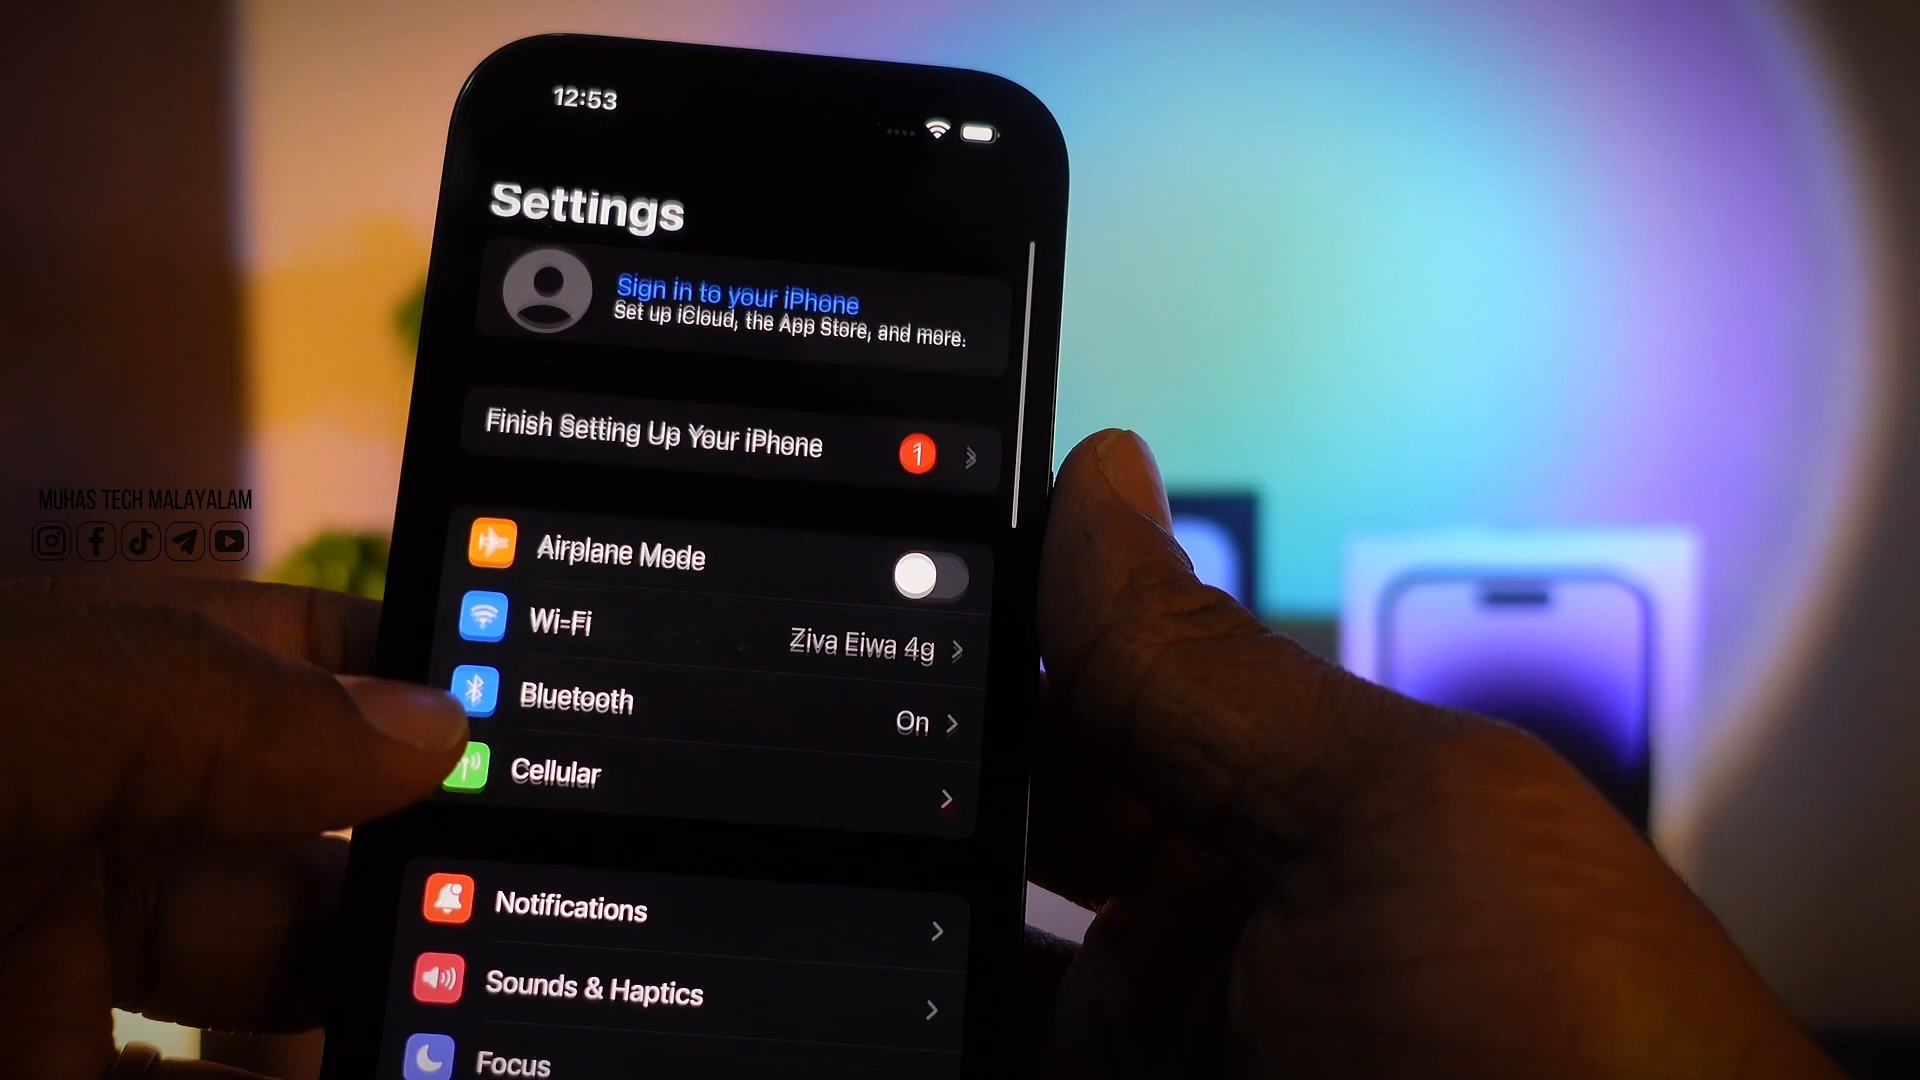 12:53
Settings
Sign in to your iPhone
Set up iCloud, the App Store, and more.
Finish Setting Up Your iPhone
1
Airplane Mode
Wi-Fi
Ziva Eiwa 4g
Bluetooth
On
Cellular
Notifications
Sounds & Haptics
Focus
MUHAS TECH MALAYALAM